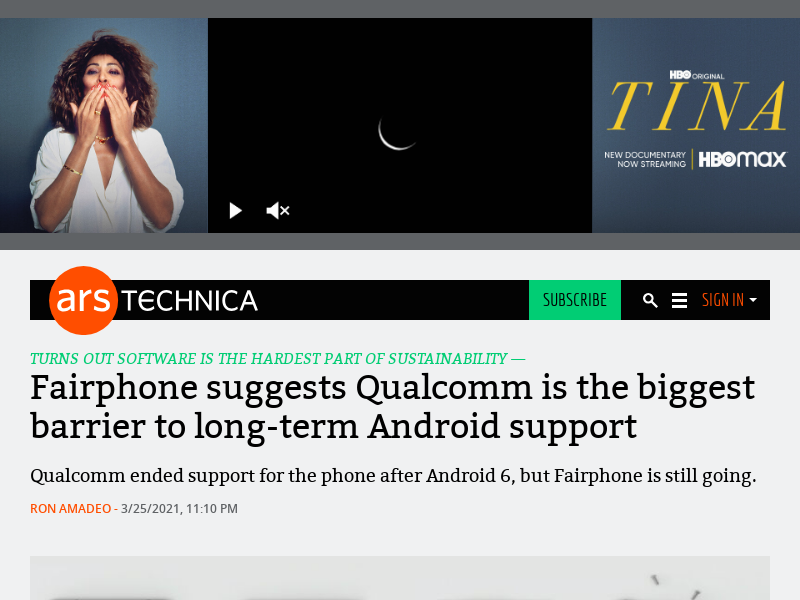 HBO ORIGINAL
TINA
NEW DOCUMENTARY
NOW STREAMING
HBOMAX
ars TECHNICA
SUBSCRIBE
SIGN IN
TURNS OUT SOFTWARE IS THE HARDEST PART OF SUSTAINABILITY —
Fairphone suggests Qualcomm is the biggest
barrier to long-term Android support
Qualcomm ended support for the phone after Android 6, but Fairphone is still going.
RON AMADEO - 3/25/2021, 11:10 PM